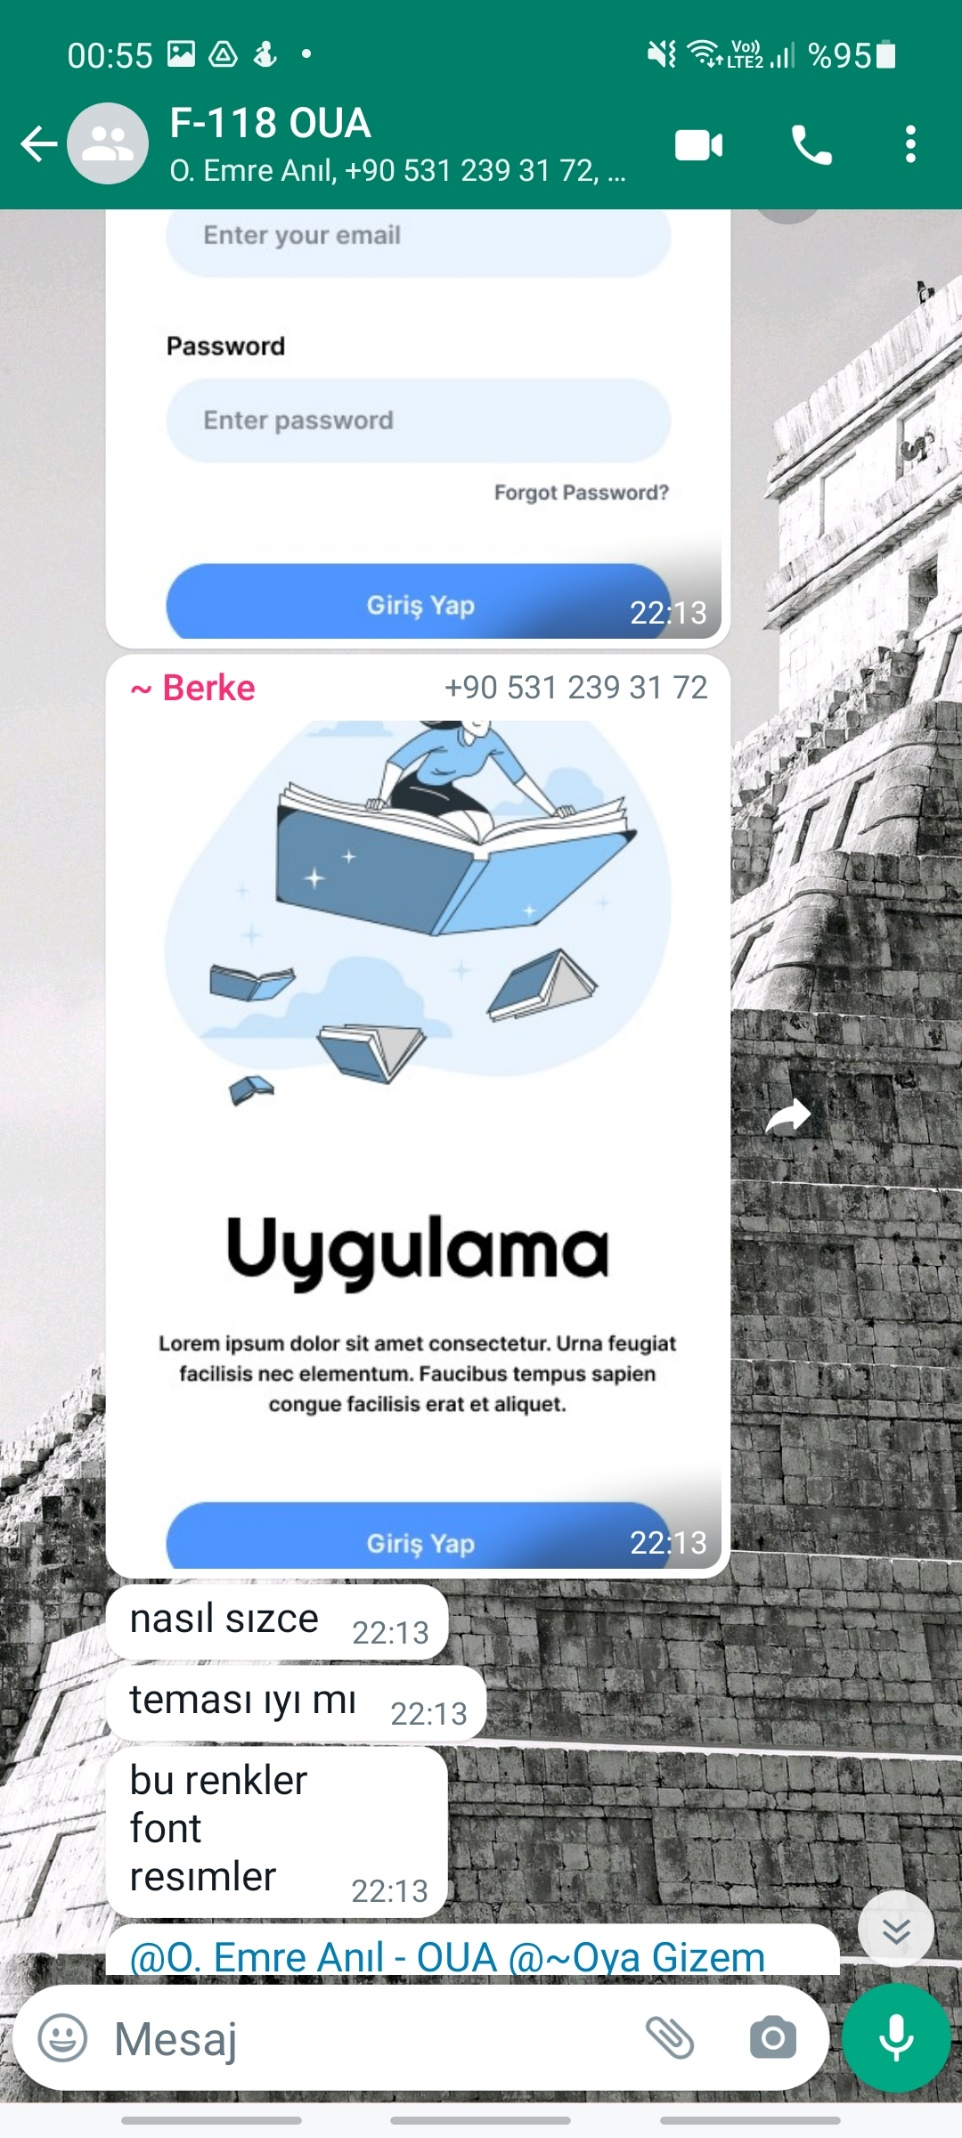 00:55
Vo))
LTE2
%95
F-118 OUA
O. Emre Anıl, +90 531 239 31 72, ...
Enter your email
Password
Enter password
Forgot Password?
Giriş Yap
22:13
~ Berke
+90 531 239 31 72
Uygulama
Lorem ipsum dolor sit amet consectetur. Urna feugiat
facilisis nec elementum. Faucibus tempus sapien
congue facilisis erat et aliquet.
Giriş Yap
22:13
nasıl sızce 22:13
teması ıyı mı 22:13
bu renkler
font
resımler 22:13
@O. Emre Anıl - OUA @~Oya Gizem
Mesaj